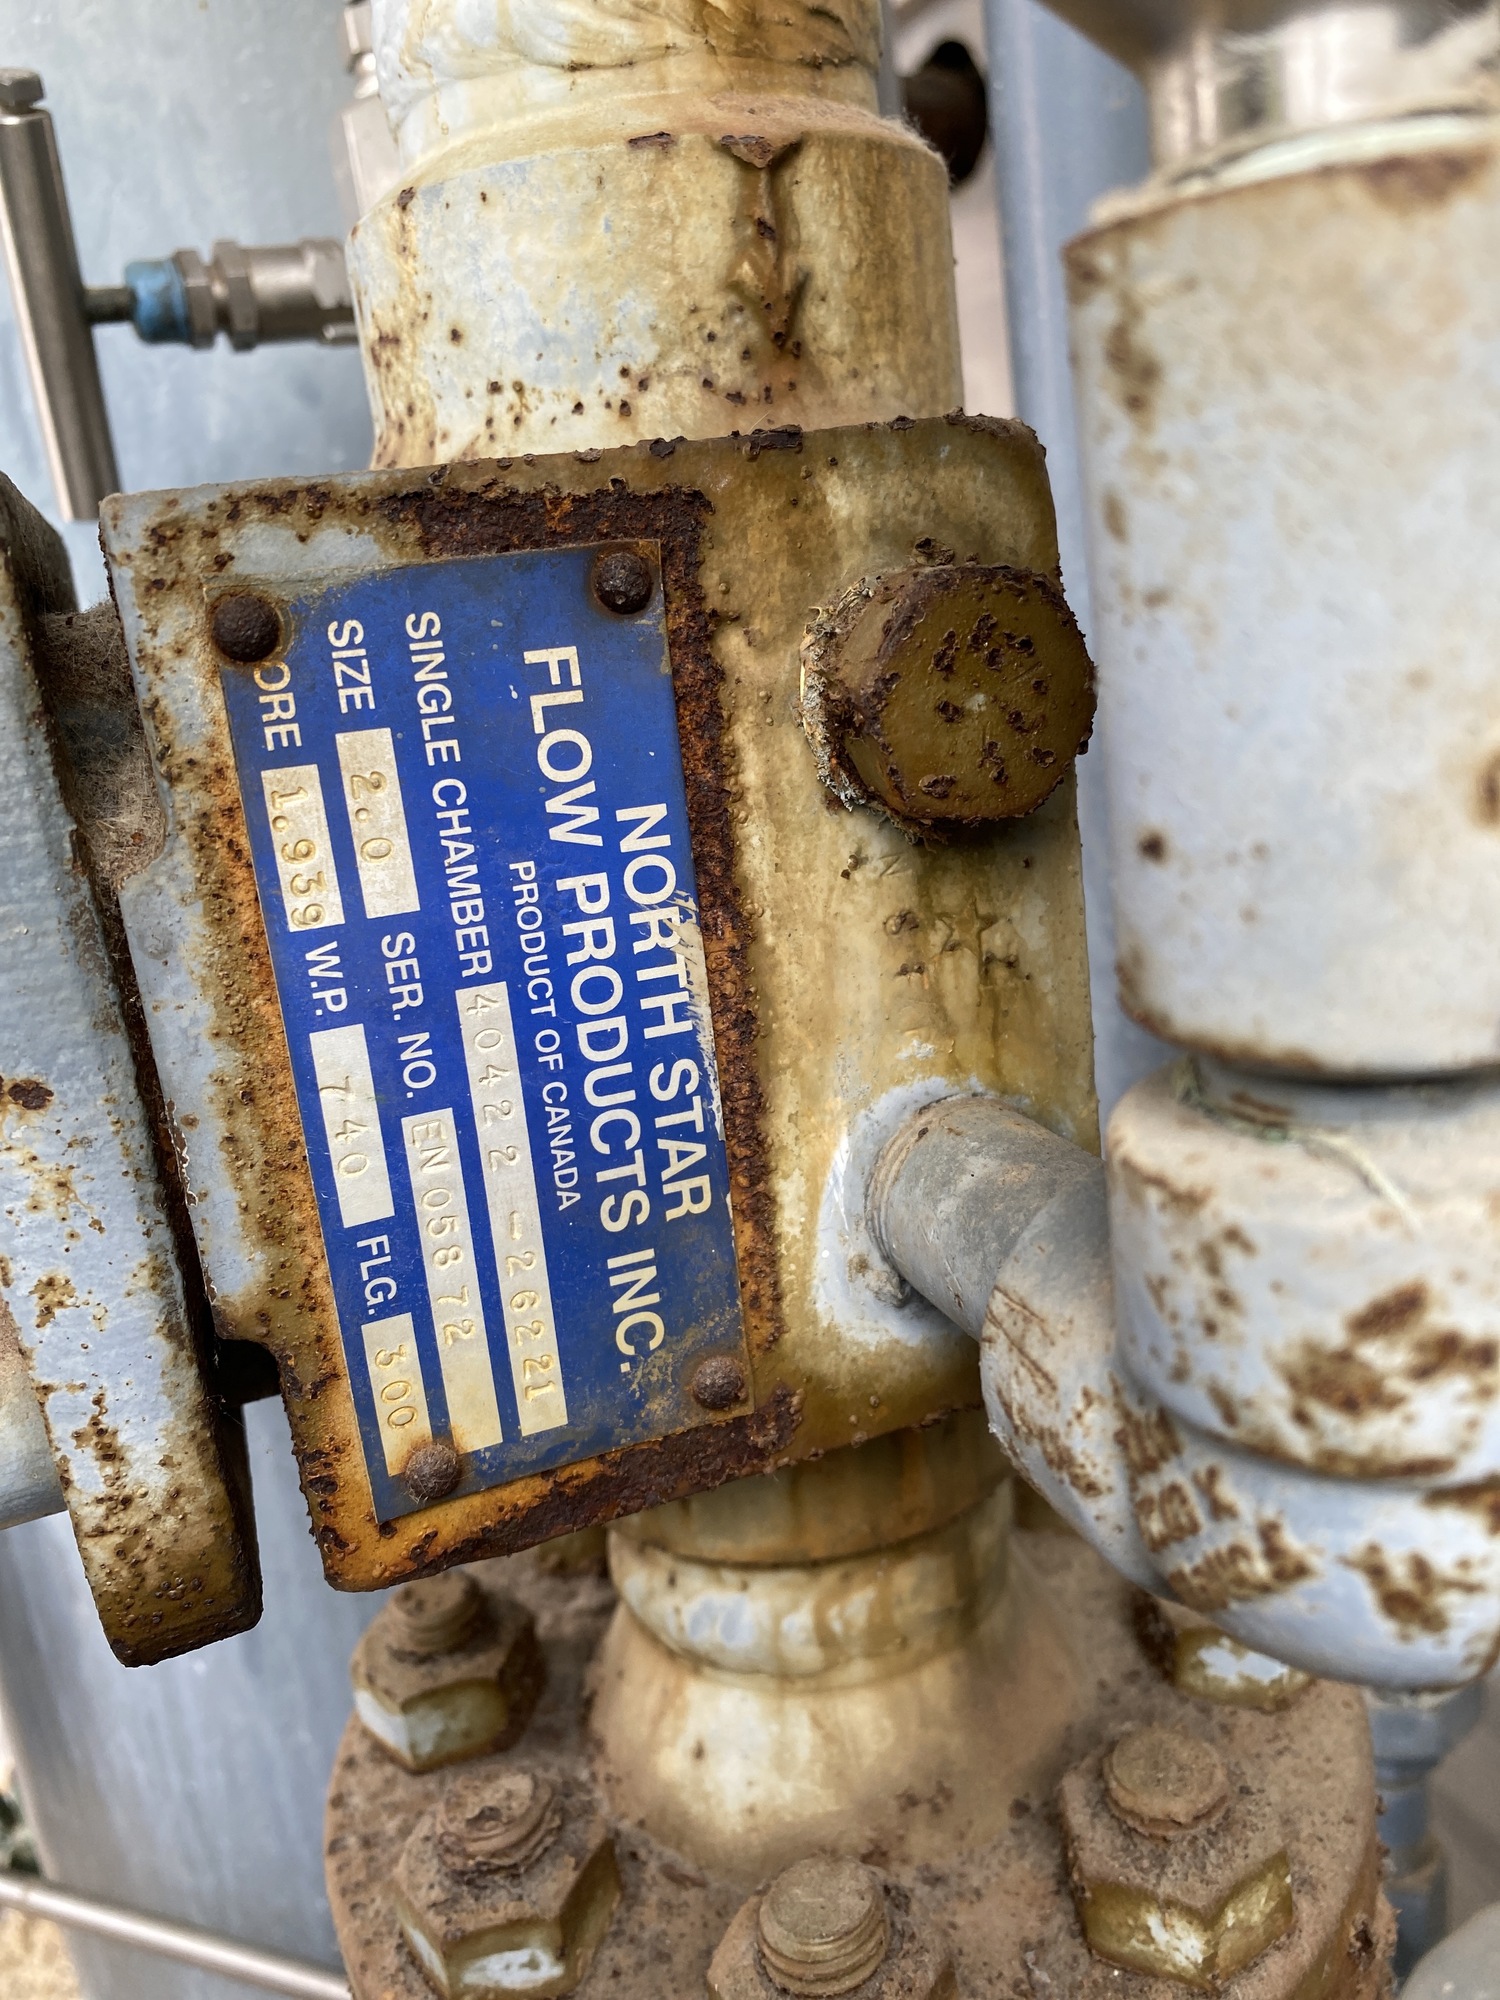 NORTH STAR
FLOW PRODUCTS INC.
PRODUCT OF CANADA
SINGLE CHAMBER 40422-26221
SIZE 2.0 SER. NO. EN05872
ORE 1.939 W.P. 740 FLG. 300